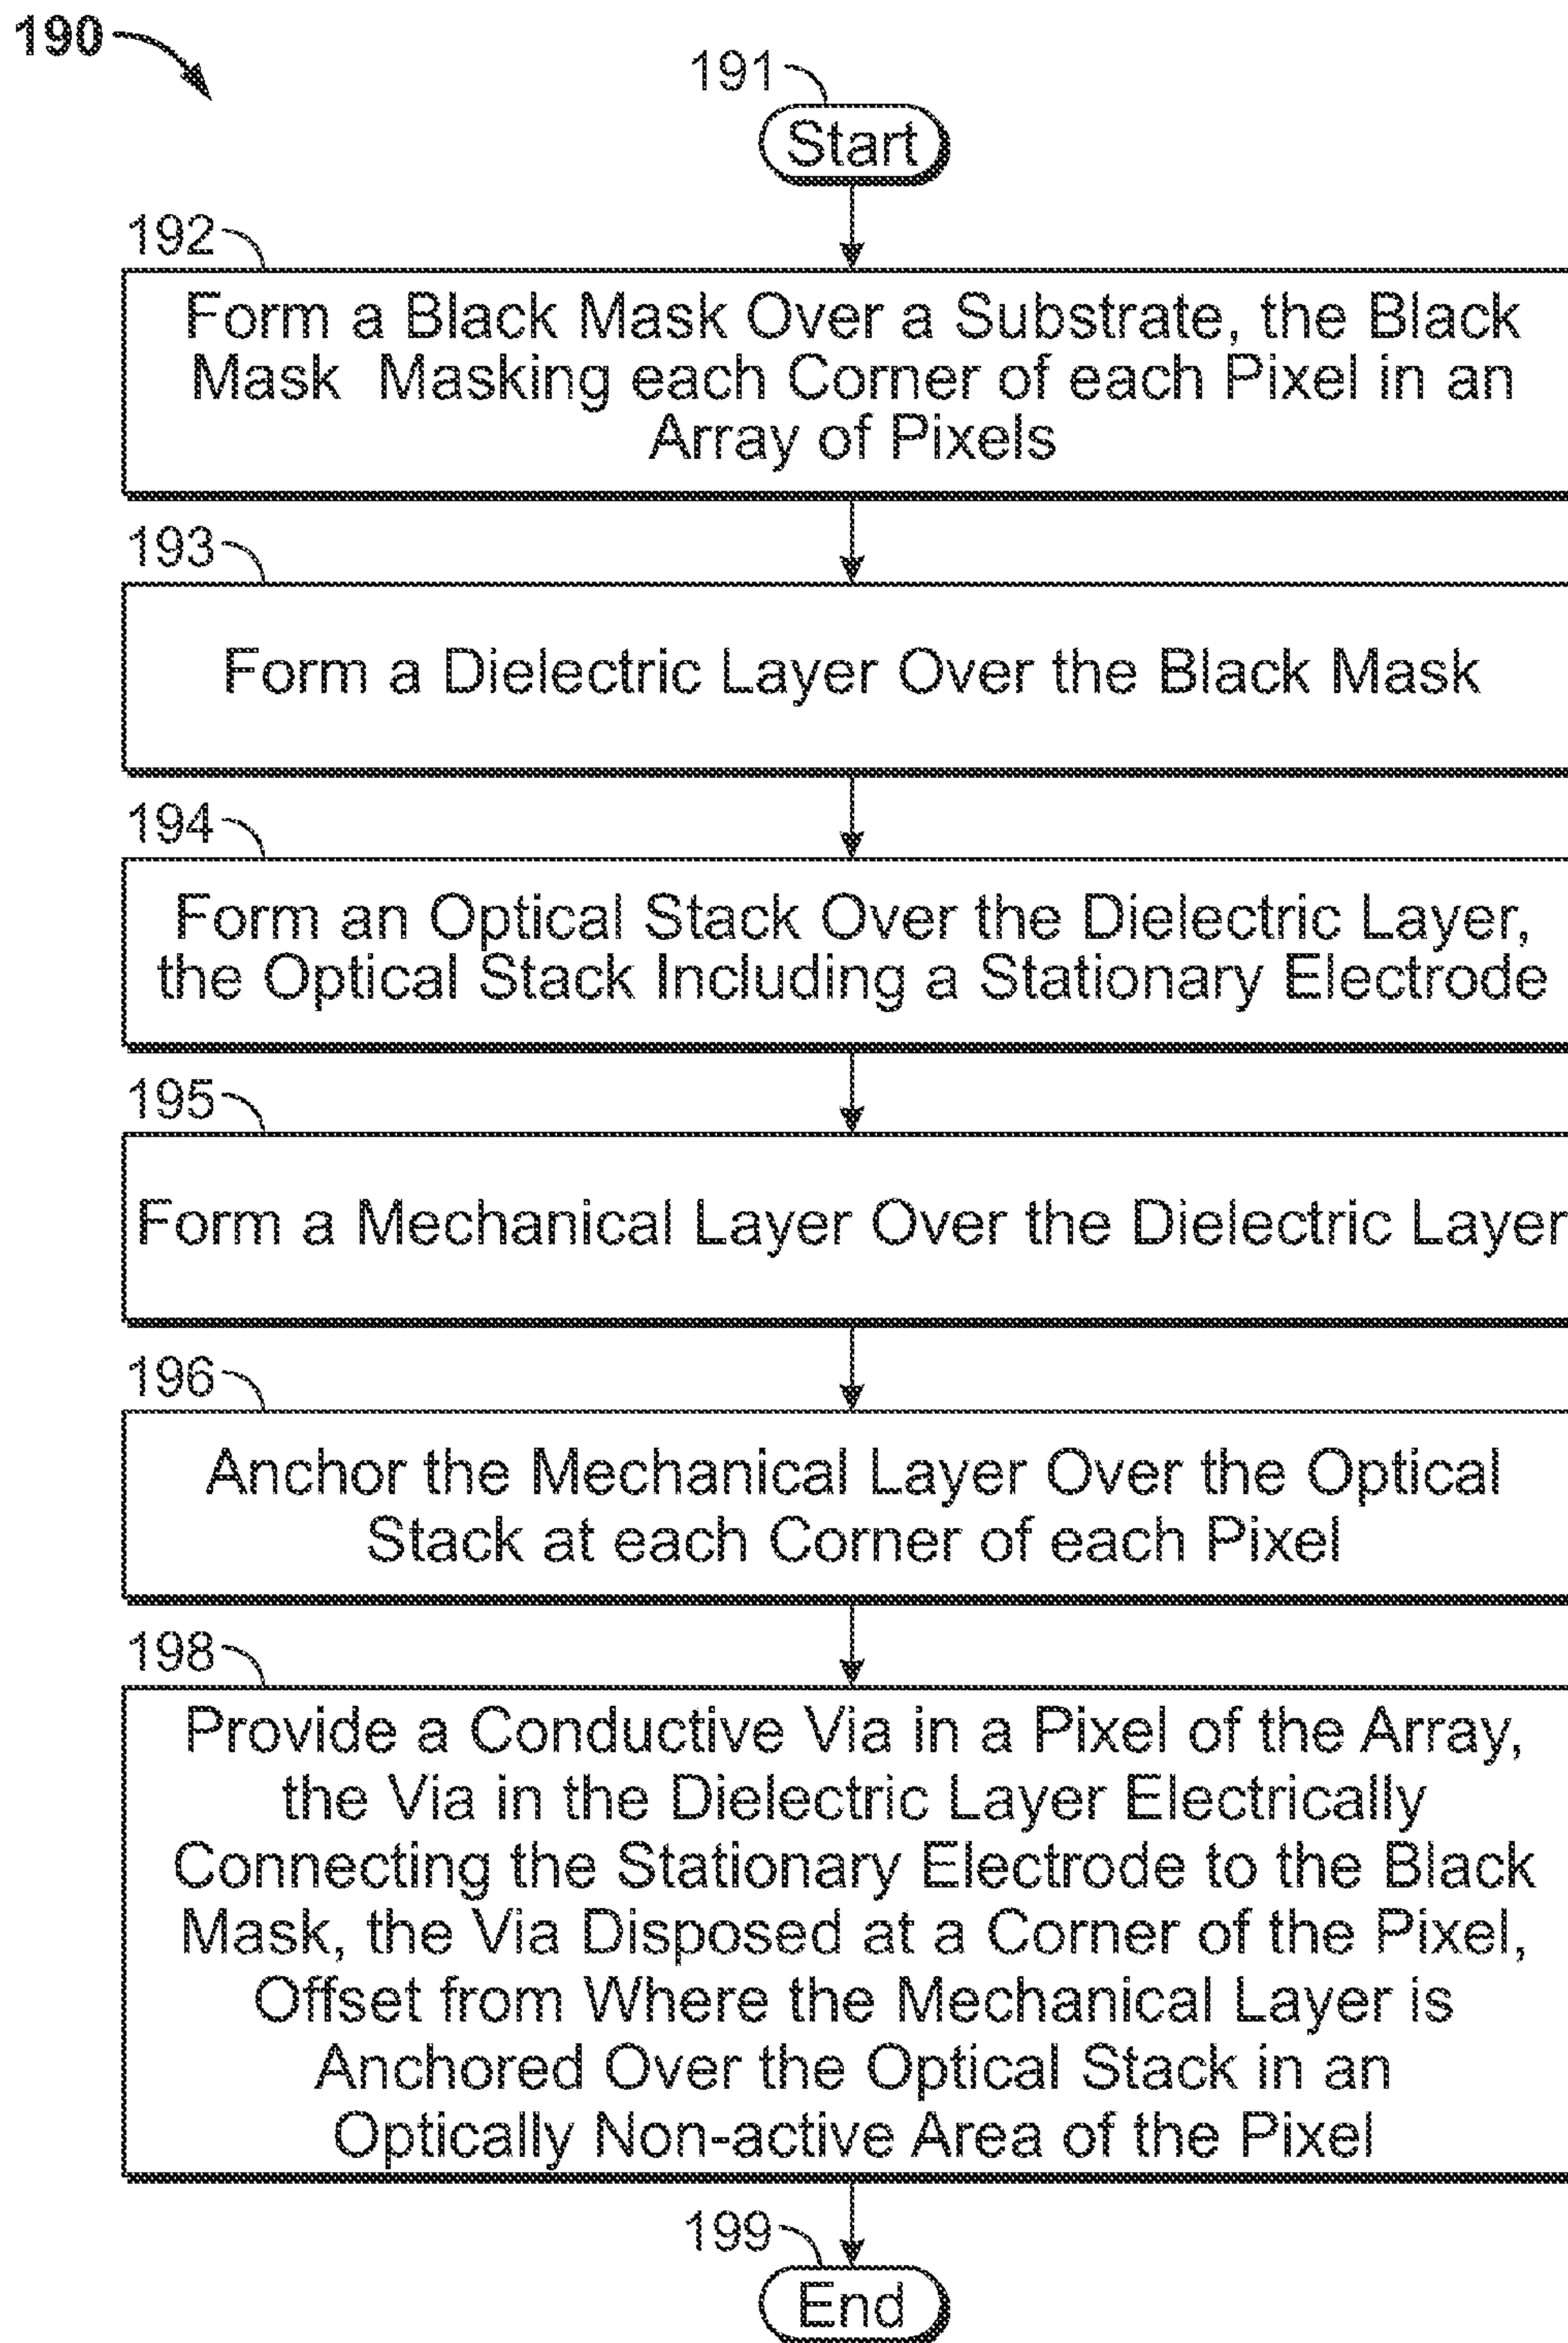 190
191
Start
192
Form a Black Mask Over a Substrate, the Black
Mask Masking each Corner of each Pixel in an
Array of Pixels
193
Form a Dielectric Layer Over the Black Mask
194
Form an Optical Stack Over the Dielectric Layer,
the Optical Stack Including a Stationary Electrode
195
Form a Mechanical Layer Over the Dielectric Layer
196
Anchor the Mechanical Layer Over the Optical
Stack at each Corner of each Pixel
198
Provide a Conductive Via in a Pixel of the Array,
the Via in the Dielectric Layer Electrically
Connecting the Stationary Electrode to the Black
Mask, the Via Disposed at a Corner of the Pixel,
Offset from Where the Mechanical Layer is
Anchored Over the Optical Stack in an
Optically Non-active Area of the Pixel
199
End